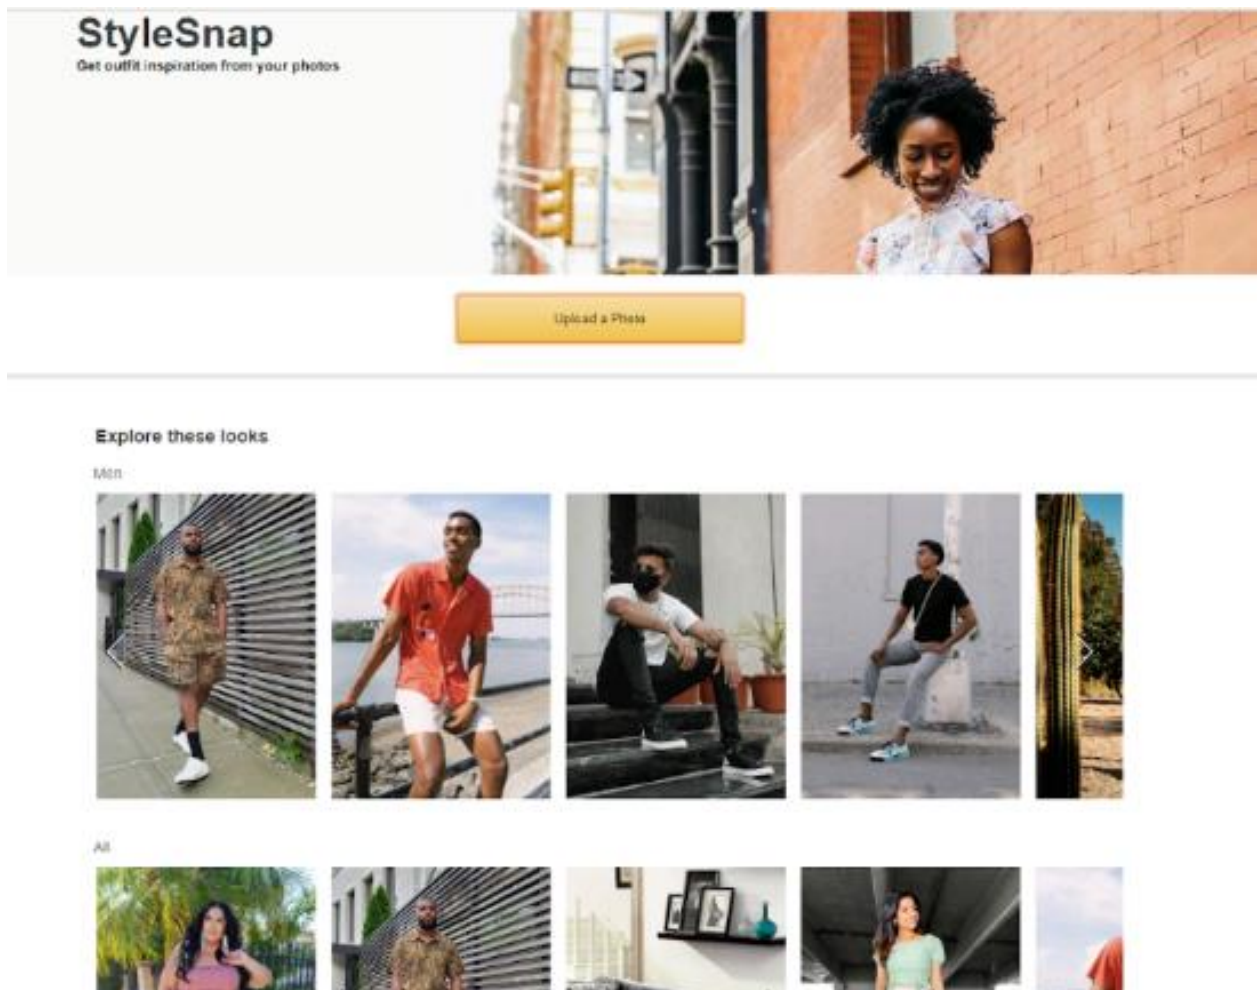 StyleSnap
Get outfit inspiration from your photos
Upload a Photo
Explore these looks
Men
All